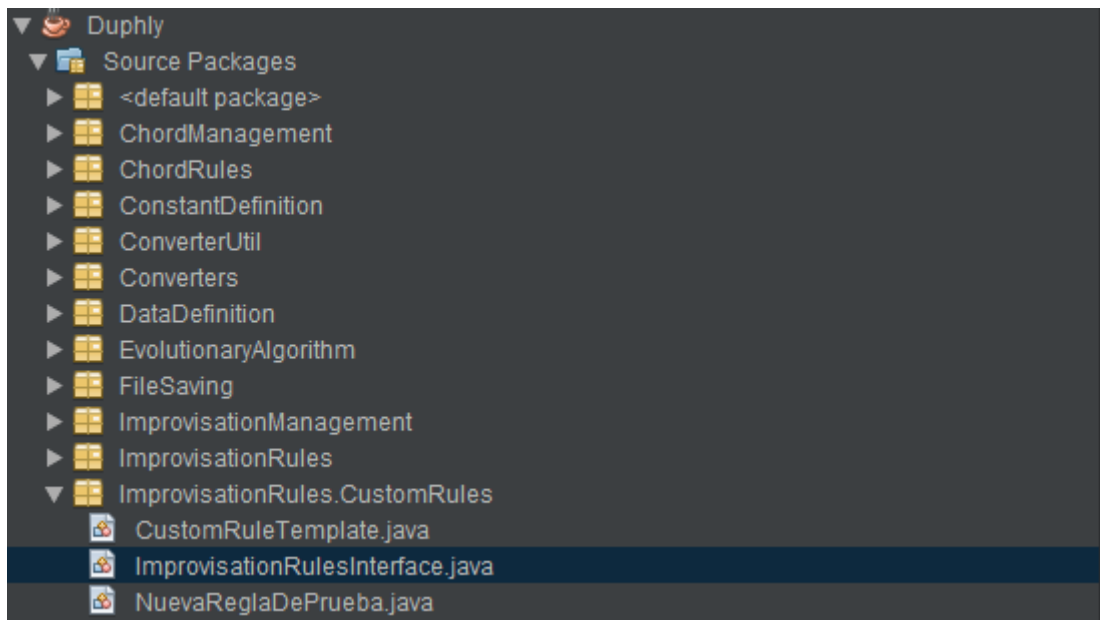 Duphly
Source Packages
<default package>
ChordManagement
ChordRules
ConstantDefinition
ConverterUtil
Converters
DataDefinition
EvolutionaryAlgorithm
FileSaving
ImprovisationManagement
ImprovisationRules
ImprovisationRules.CustomRules
CustomRuleTemplate.java
ImprovisationRulesInterface.java
NuevaReglaDePrueba.java